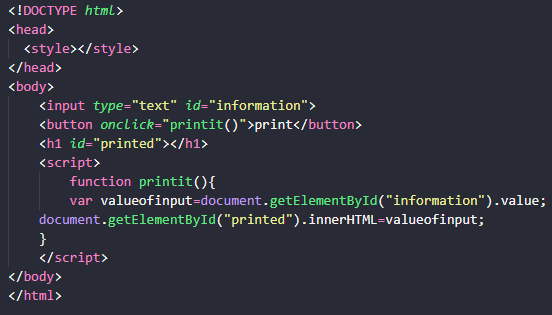 <!DOCTYPE html>
<head>
<style></style>
</head>
<body>
<input type="text" id="information">
<button onclick="printit()">print</button>
<h1 id="printed"></h1>
<script>
function printit(){
var valueofinput=document.getElementById("information").value;
document.getElementById("printed").innerHTML=valueofinput;
}
</script>
</body>
</html>